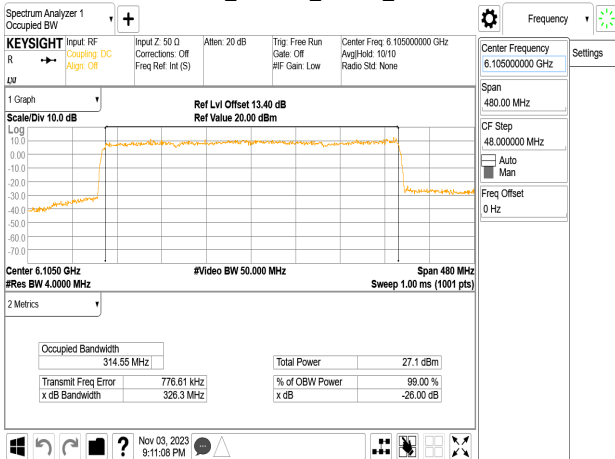 Spectrum Analyzer 1
Occupied BW
+
Frequency
KEYSIGHT
R
Input: RF
Coupling: DC
Align: Off
Input Z: 50 Ω
Corrections: Off
Freq Ref: Int (S)
Atten: 20 dB
Trig: Free Run
Gate: Off
#IF Gain: Low
Center Freq: 6.105000000 GHz
Avg|Hold: 10/10
Radio Std: None
Center Frequency
6.105000000 GHz
Settings
Span
480.00 MHz
CF Step
48.000000 MHz
Auto
Man
Freq Offset
0 Hz
1 Graph
Ref Lvl Offset 13.40 dB
Scale/Div 10.0 dB
Ref Value 20.00 dBm
Log
10.0
0.00
-10.0
-20.0
-30.0
-40.0
-50.0
-60.0
-70.0
Center 6.1050 GHz
#Video BW 50.000 MHz
Span 480 MHz
#Res BW 4.0000 MHz
Sweep 1.00 ms (1001 pts)
2 Metrics
Occupied Bandwidth
314.55 MHz
Total Power 27.1 dBm
Transmit Freq Error 776.61 kHz
% of OBW Power 99.00 %
x dB Bandwidth 326.3 MHz
x dB -26.00 dB
?
Nov 03, 2023
9:11:08 PM